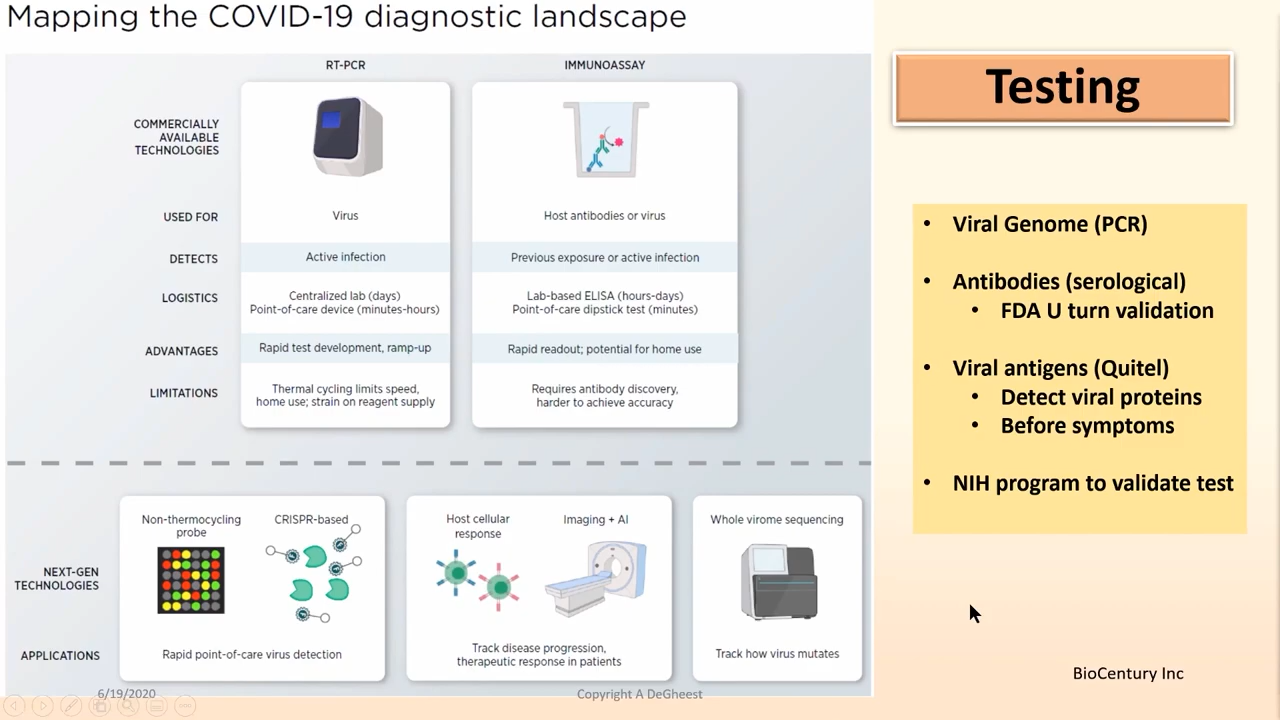 Mapping the COVID-19 diagnostic landscape
RT-PCR
IMMUNOASSAY
COMMERCIALLY
AVAILABLE
TECHNOLOGIES
USED FOR
Virus
Host antibodies or virus
DETECTS
Active infection
Previous exposure or active infection
LOGISTICS
Centralized lab (days)
Point-of-care device (minutes-hours)
Lab-based ELISA (hours-days)
Point-of-care dipstick test (minutes)
ADVANTAGES
Rapid test development, ramp-up
Rapid readout; potential for home use
LIMITATIONS
Thermal cycling limits speed,
home use; strain on reagent supply
Requires antibody discovery,
harder to achieve accuracy
NEXT-GEN
TECHNOLOGIES
Non-thermocycling
probe
CRISPR-based
Host cellular
response
Imaging + AI
Whole virome sequencing
APPLICATIONS
Rapid point-of-care virus detection
Track disease progression,
therapeutic response in patients
Track how virus mutates
6/19/2020
Copyright A DeGheest
Testing
• Viral Genome (PCR)
• Antibodies (serological)
• FDA U turn validation
• Viral antigens (Quitel)
• Detect viral proteins
• Before symptoms
• NIH program to validate test
BioCentury Inc